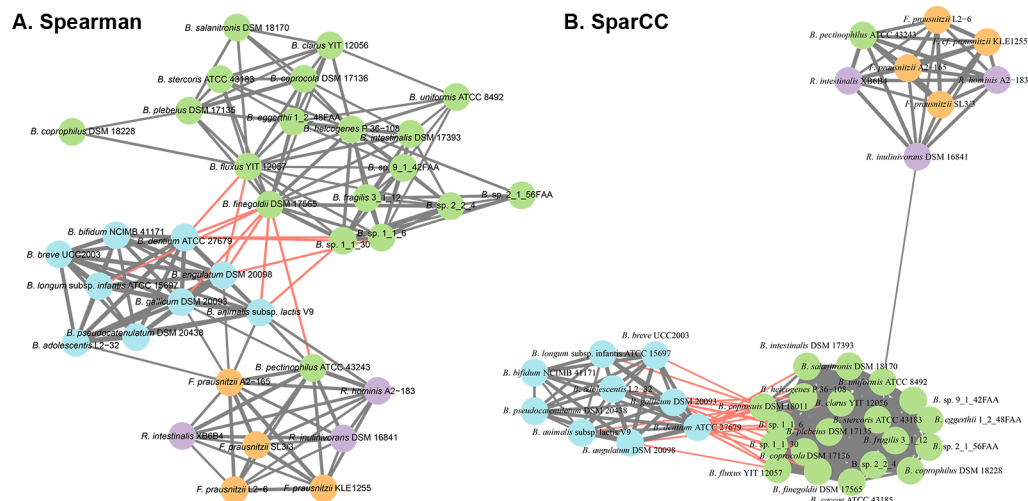 A. Spearman
B. salanitronis DSM 18170
B. clarus YIT 12056
B. stercoris ATCC 43183
B. coprocola DSM 17136
B. uniformis ATCC 8492
B. plebeius DSM 17135
B. eggerthii 1_2_48FAA
B. coprophilus DSM 18228
B. helcogenes P 36−108
B. intestinalis DSM 17393
B. fluxus YIT 12057
B. sp. 9_1_42FAA
B. fragilis 3_1_12
B. sp. 2_1_56FAA
B. finegoldii DSM 17565
B. sp. 2_2_4
B. sp. 1_1_6
B. sp. 1_1_30
B. bifidum NCIMB 41171
B. dentium ATCC 27679
B. breve UCC2003
B. angulatum DSM 20098
B. longum subsp. infantis ATCC 15697
B. gallicum DSM 20093
B. animalis subsp. lactis V9
B. pseudocatenulatum DSM 20438
B. adolescentis L2−32
B. pectinophilus ATCC 43243
F. prausnitzii A2−165
R. hominis A2−183
R. intestinalis XB6B4
R. inulinivorans DSM 16841
F. prausnitzii SL3/3
F. prausnitzii L2−6
F. prausnitzii KLE1255
B. SparCC
F. prausnitzii L2−6
B. pectinophilus ATCC 43243
F. cf. prausnitzii KLE1255
F. prausnitzii A2−165
R. intestinalis XB6B4
R. hominis A2−183
F. prausnitzii SL3/3
R. inulinivorans DSM 16841
B. breve UCC2003
B. longum subsp. infantis ATCC 15697
B. bifidum NCIMB 41171
B. adolescentis L2−32
B. gallicum DSM 20093
B. pseudocatenulatum DSM 20438
B. dentium ATCC 27679
B. animalis subsp. lactis V9
B. angulatum DSM 20098
B. intestinalis DSM 17393
B. salanitronis DSM 18170
B. uniformis ATCC 8492
B. helcogenes P 36−108
B. sp. 9_1_42FAA
B. clarus YIT 12056
B. coprosuis DSM 18011
B. stercoris ATCC 43183
B. eggerthii 1_2_48FAA
B. sp. 1_1_6
B. plebeius DSM 17135
B. fragilis 3_1_12
B. sp. 1_1_30
B. sp. 2_1_56FAA
B. coprocola DSM 17136
B. sp. 2_2_4
B. fluxus YIT 12057
B. coprophilus DSM 18228
B. finegoldii DSM 17565
B. caccae ATCC 43185